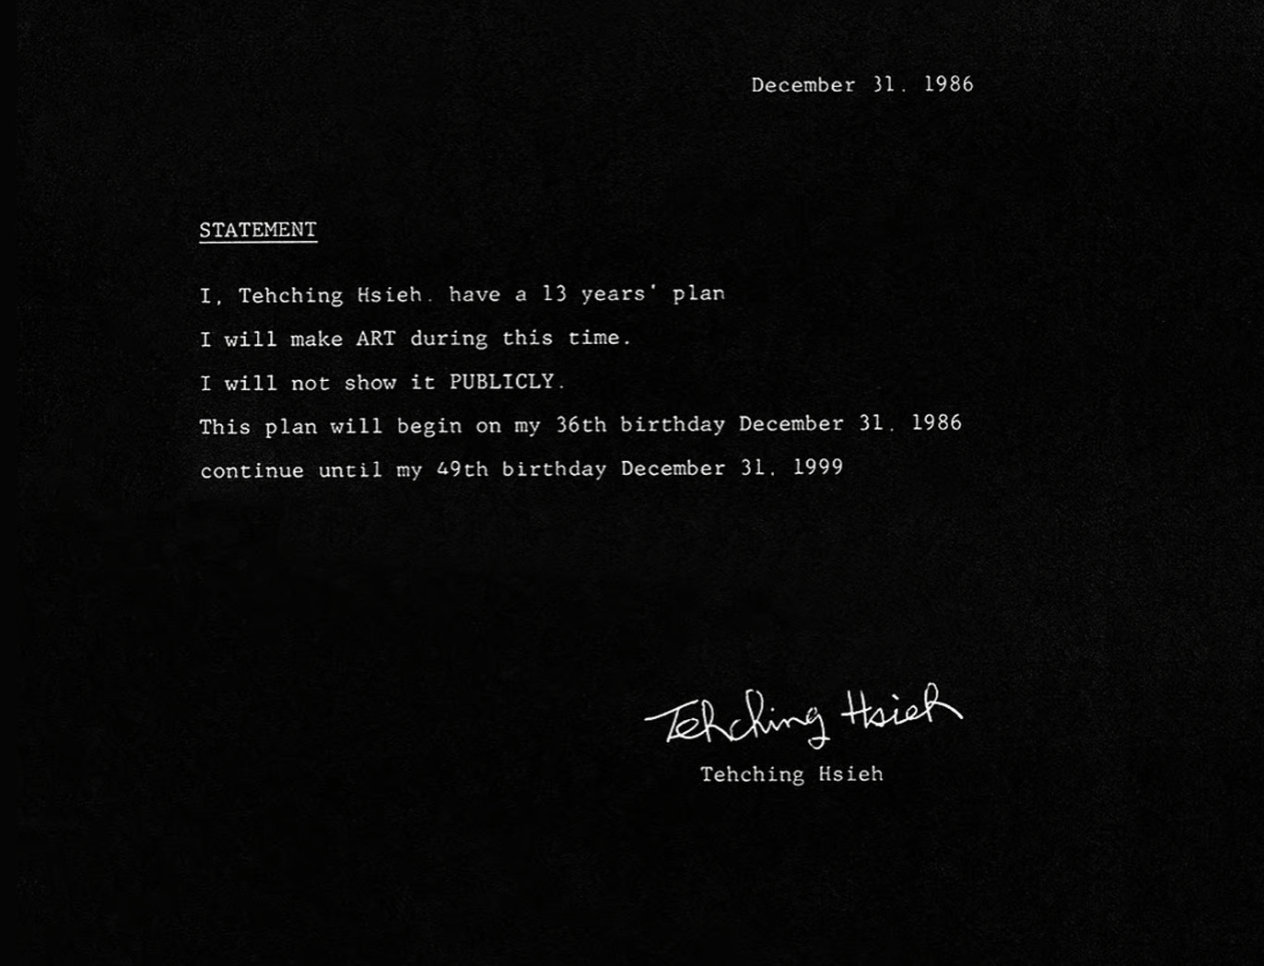 December 31, 1986
STATEMENT
I, Tehching Hsieh, have a 13 years' plan
I will make ART during this time.
I will not show it PUBLICLY.
This plan will begin on my 36th birthday December 31, 1986
continue until my 49th birthday December 31, 1999
Tehching Hsieh
Tehching Hsieh